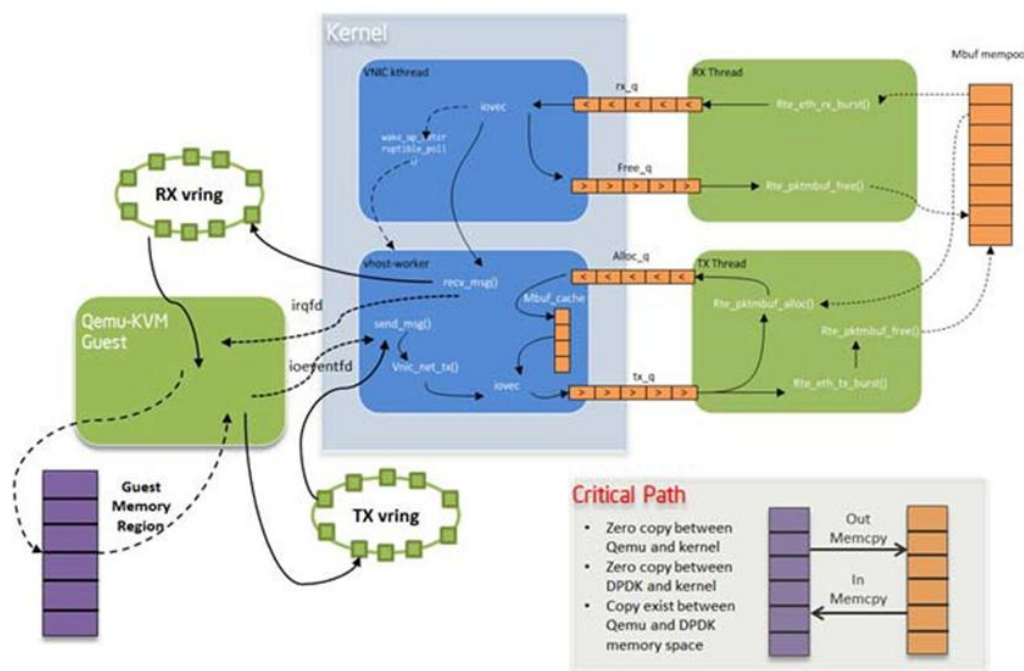 Kernel
VNIC kthread
iovec
wake_up_inter
ruptible_poll
()
rx_q
< < < < <
Free_q
> > > > >
RX Thread
Rte_eth_rx_burst()
Rte_pktmbuf_free()
Mbuf mempool
RX vring
vhost-worker
recv_msg()
send_msg()
Vnic_net_tx()
iovec
Mbuf_cache
Alloc_q
< < < < <
tx_q
> > > > >
TX Thread
Rte_pktmbuf_alloc()
Rte_pktmbuf_free()
Rte_eth_tx_burst()
irqfd
ioeventfd
Qemu-KVM
Guest
Guest
Memory
Region
TX vring
Critical Path
• Zero copy between
Qemu and kernel
• Zero copy between
DPDK and kernel
• Copy exist between
Qemu and DPDK
memory space
Out
Memcpy
In
Memcpy